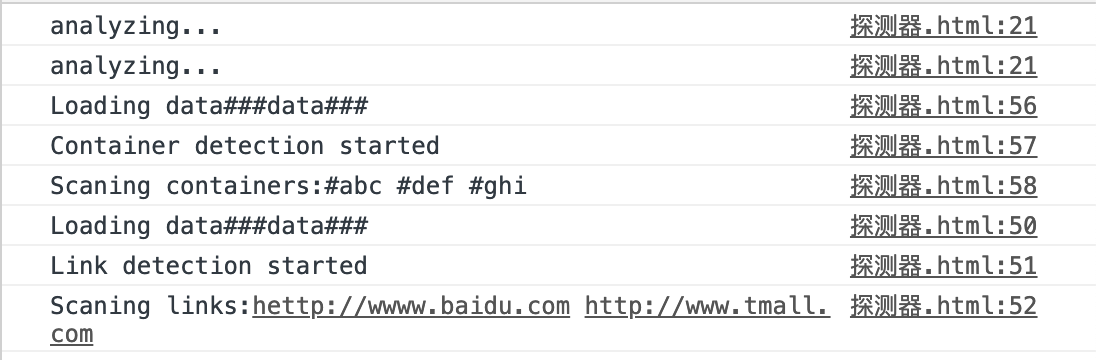 analyzing... 探测器.html:21
analyzing... 探测器.html:21
Loading data###data### 探测器.html:56
Container detection started 探测器.html:57
Scaning containers:#abc #def #ghi 探测器.html:58
Loading data###data### 探测器.html:50
Link detection started 探测器.html:51
Scaning links:hettp://wwww.baidu.com http://www.tmall. 探测器.html:52
com